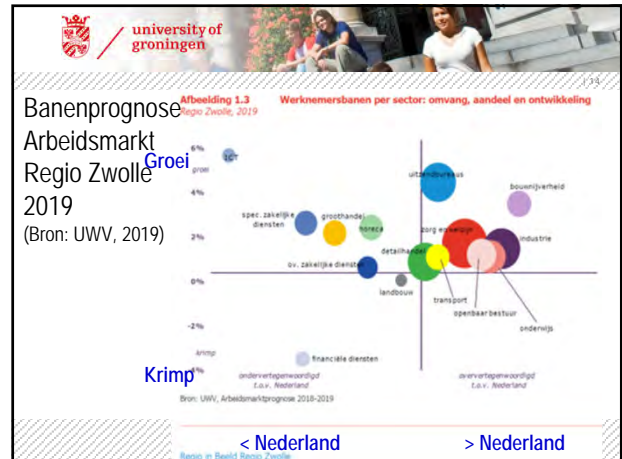 university of
groningen
| 14
Banenprognose
Arbeidsmarkt
Regio Zwolle
2019
(Bron: UWV, 2019)
Afbeelding 1.3 Werknemersbanen per sector: omvang, aandeel en ontwikkeling
Regio Zwolle, 2019
Groei
6%
groei
4%
2%
0%
-2%
krimp
-4%
Krimp
ICT
uitzendbureaus
bouwnijverheid
spec. zakelijke
diensten
groothandel
horeca
zorg en welzijn
industrie
detailhandel
ov. zakelijke diensten
landbouw
transport
openbaar bestuur
onderwijs
financiële diensten
ondervertegenwoordigd
t.o.v. Nederland
oververtegenwoordigd
t.o.v. Nederland
Bron: UWV, Arbeidsmarktprognose 2018-2019
< Nederland
> Nederland
Regio in Beeld Regio Zwolle